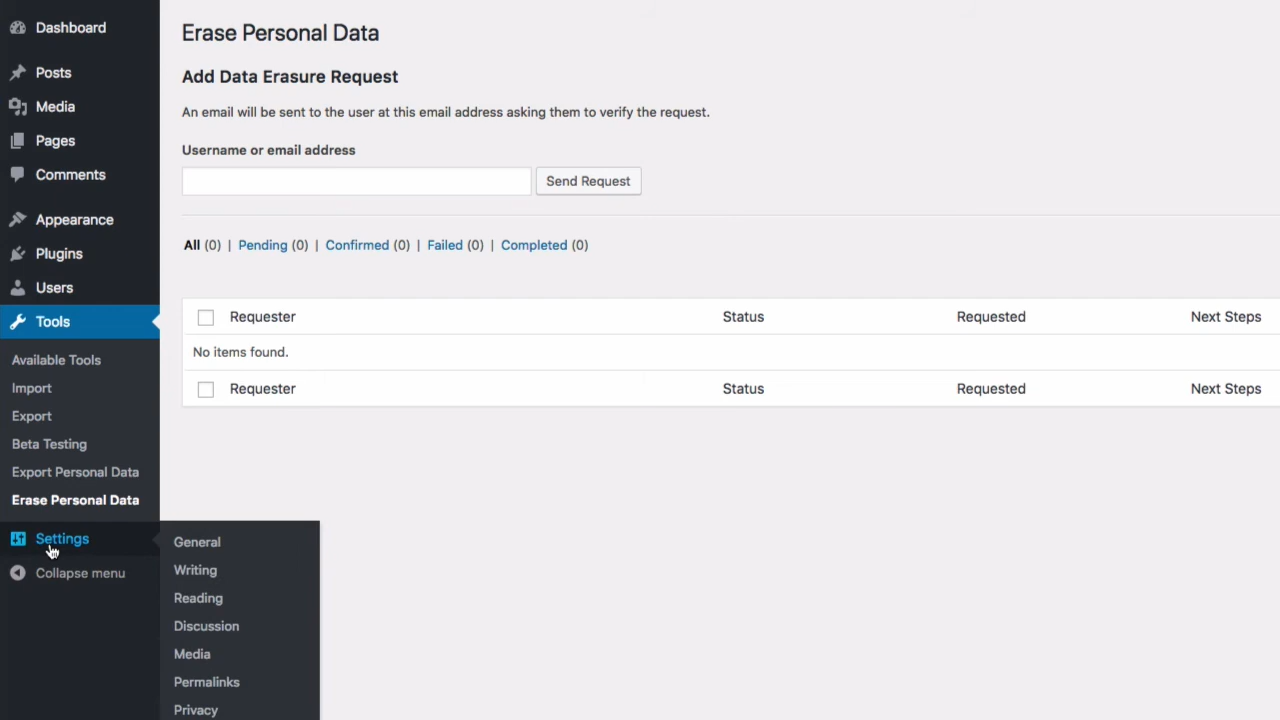 Dashboard
Posts
Media
Pages
Comments
Appearance
Plugins
Users
Tools
Available Tools
Import
Export
Beta Testing
Export Personal Data
Erase Personal Data
Settings
Collapse menu
General
Writing
Reading
Discussion
Media
Permalinks
Privacy
Erase Personal Data
Add Data Erasure Request
An email will be sent to the user at this email address asking them to verify the request.
Username or email address
Send Request
All (0) | Pending (0) | Confirmed (0) | Failed (0) | Completed (0)
Requester Status Requested Next Steps
No items found.
Requester Status Requested Next Steps